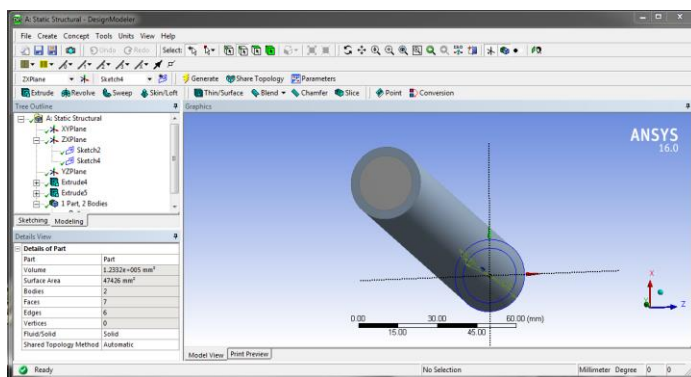 A: Static Structural - DesignModeler
File Create Concept Tools Units View Help
Undo Redo Select:
ZXPlane Sketch4 Generate Share Topology Parameters
Extrude Revolve Sweep Skin/Loft Thin/Surface Blend Chamfer Slice Point Conversion
Tree Outline
A: Static Structural
XYPlane
ZXPlane
Sketch2
Sketch4
YZPlane
Extrude4
Extrude5
1 Part, 2 Bodies
Sketching Modeling
Details View
Details of Part
Part Part
Volume 1.2332e+005 mm³
Surface Area 47426 mm²
Bodies 2
Faces 7
Edges 6
Vertices 0
Fluid/Solid Solid
Shared Topology Method Automatic
Graphics
ANSYS
16.0
0.00 30.00 60.00 (mm)
15.00 45.00
X
Z
Model View Print Preview
Ready No Selection Millimeter Degree 0 0